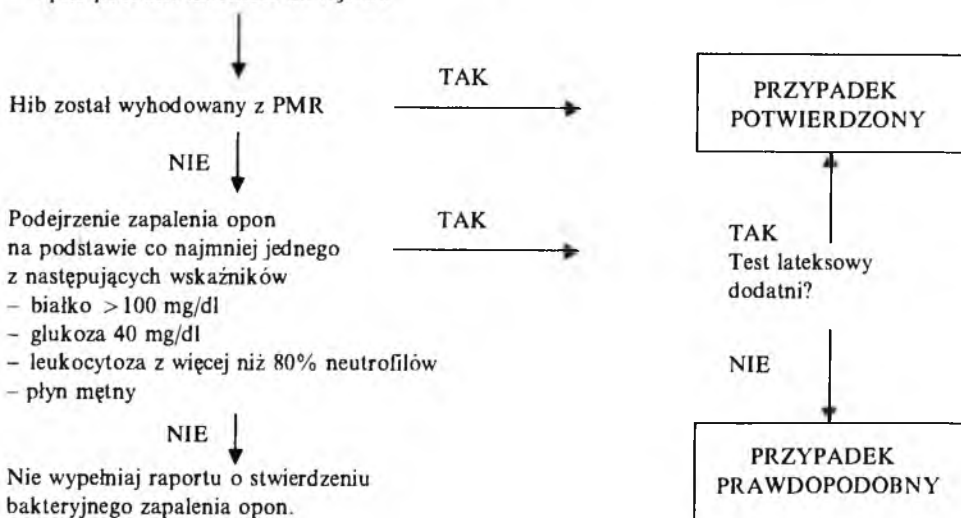 Hib został wyhodowany z PMR
TAK
PRZYPADEK
POTWIERDZONY
NIE
Podejrzenie zapalenia opon
na podstawie co najmniej jednego
z następujących wskaźników
– białko > 100 mg/dl
– glukoza 40 mg/dl
– leukocytoza z więcej niż 80% neutrofilów
– płyn mętny
TAK
TAK
Test lateksowy
dodatni?
NIE
NIE
Nie wypełniaj raportu o stwierdzeniu
bakteryjnego zapalenia opon.
PRZYPADEK
PRAWDOPODOBNY